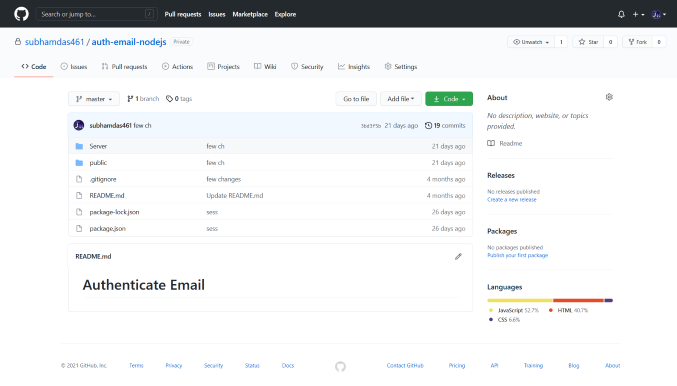 Search or jump to... /
Pull requests Issues Marketplace Explore
subhamdas461 / auth-email-nodejs Private
Unwatch 1 Star 0 Fork 0
Code Issues Pull requests Actions Projects Wiki Security Insights Settings
master 1 branch 0 tags Go to file Add file Code
subhamdas461 few ch 21 days ago 19 commits
Server few ch 21 days ago
public few ch 21 days ago
.gitignore few changes 4 months ago
README.md Update README.md 4 months ago
package-lock.json sess 26 days ago
package.json sess 26 days ago
README.md
Authenticate Email
About
No description, website, or topics
provided.
Readme
Releases
No releases published
Create a new release
Packages
No packages published
Publish your first package
Languages
JavaScript 52.7% HTML 40.7%
CSS 6.6%
© 2021 GitHub, Inc. Terms Privacy Security Status Docs Contact GitHub Pricing API Training Blog About